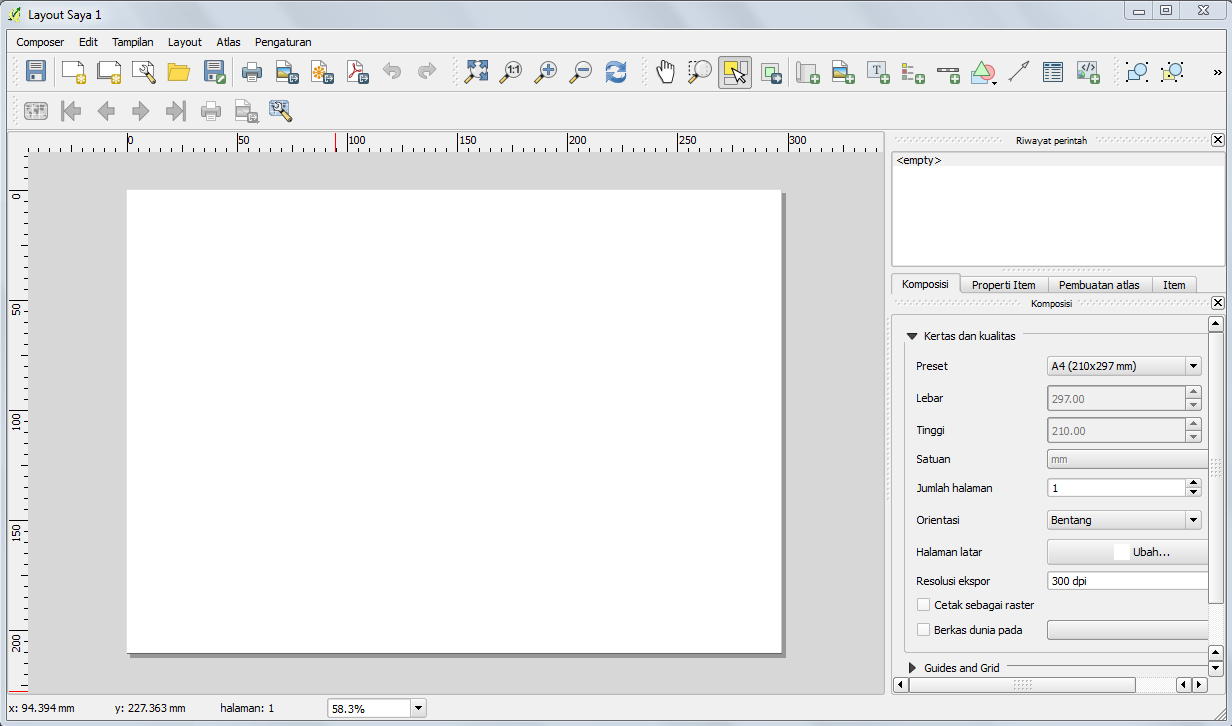 Layout Saya 1
Composer Edit Tampilan Layout Atlas Pengaturan
1:1
T
»
0 50 100 150 200 250 300
0
50
100
150
200
Riwayat perintah
<empty>
Komposisi Properti Item Pembuatan atlas Item
Komposisi
Kertas dan kualitas
Preset A4 (210x297 mm)
Lebar 297.00
Tinggi 210.00
Satuan mm
Jumlah halaman 1
Orientasi Bentang
Halaman latar Ubah...
Resolusi ekspor 300 dpi
Cetak sebagai raster
Berkas dunia pada
Guides and Grid
x: 94.394 mm y: 227.363 mm halaman: 1 58.3%